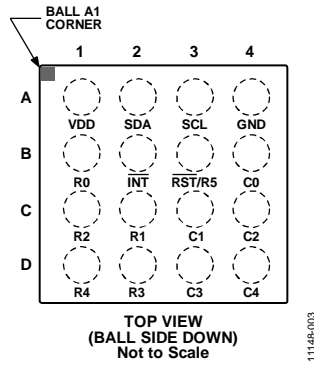 BALL A1
CORNER
1 2 3 4
A
VDD SDA SCL GND
B
R0 INT RST/R5 C0
C
R2 R1 C1 C2
D
R4 R3 C3 C4
TOP VIEW
(BALL SIDE DOWN)
Not to Scale
11148-003